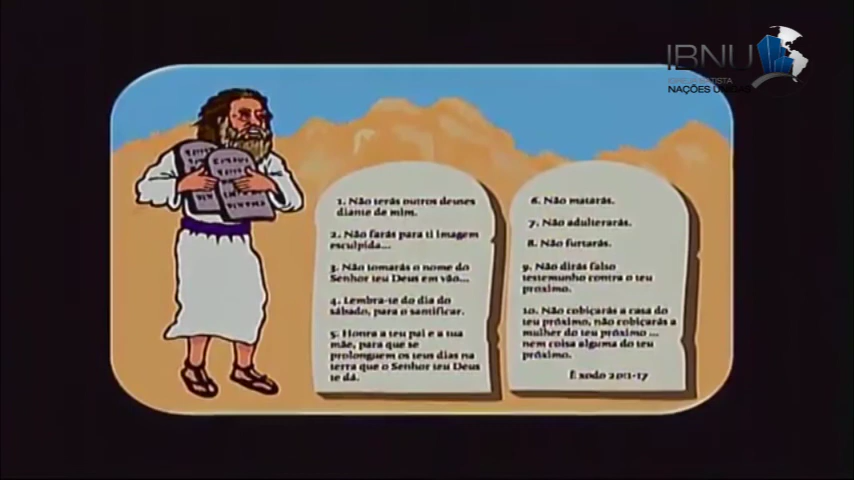 IBNU
NAÇÕES UNIDAS
1. Não terás outros deuses
diante de mim.
2. Não farás para ti imagem
esculpida...
3. Não tomarás o nome do
Senhor teu Deus em vão...
4. Lembra-te do dia do
sábado, para o santificar.
5. Honra a teu pai e a tua
mãe, para que se
prolonguem os teus dias na
terra que o Senhor teu Deus
te dá.
6. Não matarás.
7. Não adulterarás.
8. Não furtarás.
9. Não dirás falso
testemunho contra o teu
proximo.
10. Não cobiçarás a casa do
teu próximo, não cobiçarás a
mulher do teu próximo ...
nem coisa alguma do teu
próximo.
Êxodo 20:1-17